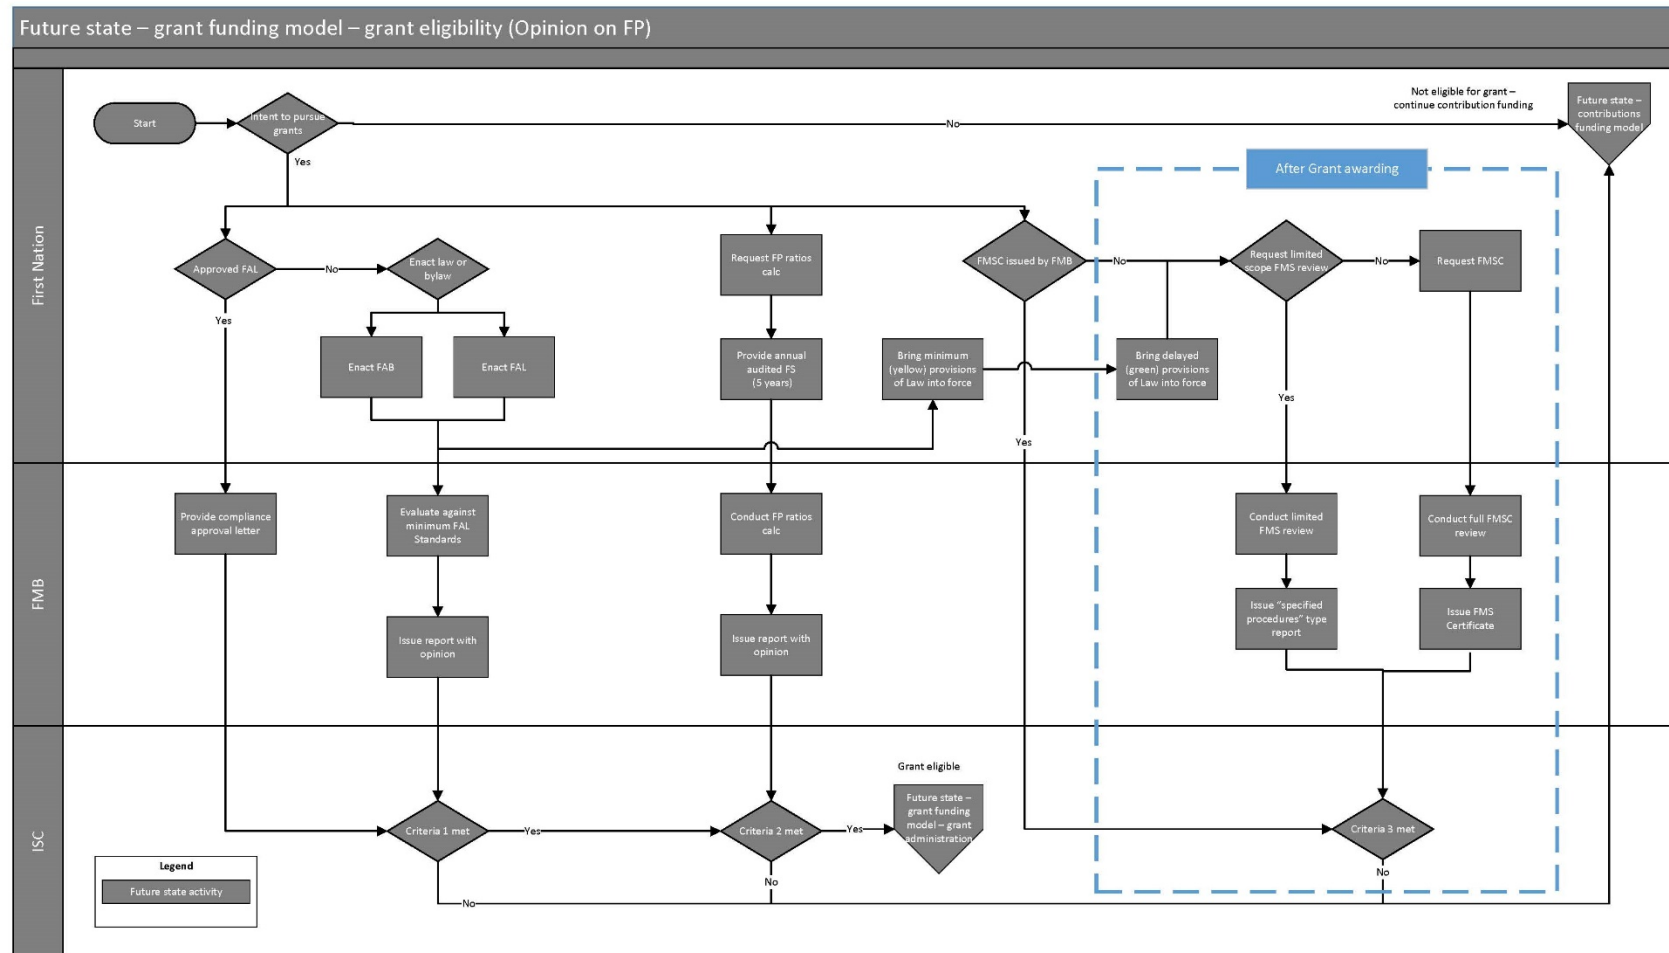 Future state – grant funding model – grant eligibility (Opinion on FP)
First Nation
Start
Intent to pursue
grants
No
Not eligible for grant –
continue contribution funding
Future state –
contributions
funding model
Yes
After Grant awarding
Approved FAL
No
Enact law or
bylaw
Request FP ratios
calc
FMSC issued by FMB
No
Request limited
scope FMS review
No
Request FMSC
Yes
Enact FAB
Enact FAL
Provide annual
audited FS
(5 years)
Bring minimum
(yellow) provisions
of Law into force
Bring delayed
(green) provisions
of Law into force
Yes
Yes
FMB
Provide compliance
approval letter
Evaluate against
minimum FAL
Standards
Conduct FP ratios
calc
Conduct limited
FMS review
Conduct full FMSC
review
Issue report with
opinion
Issue report with
opinion
Issue "specified
procedures" type
report
Issue FMS
Certificate
ISC
Grant eligible
Future state –
grant funding
model – grant
administration
Criteria 1 met
Yes
Criteria 2 met
Yes
Criteria 3 met
No
No
No
Legend
Future state activity